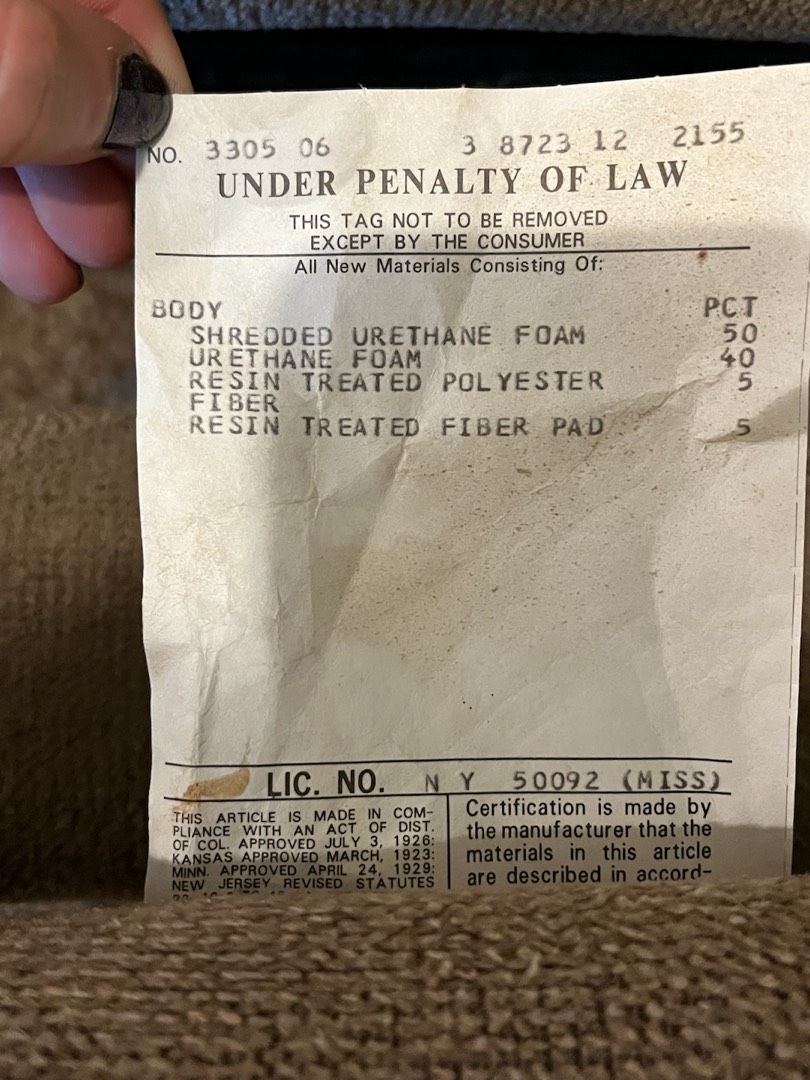 NO. 3305 06 3 8723 12 2155
UNDER PENALTY OF LAW
THIS TAG NOT TO BE REMOVED
EXCEPT BY THE CONSUMER
All New Materials Consisting Of:
BODY PCT
SHREDDED URETHANE FOAM 50
URETHANE FOAM 40
RESIN TREATED POLYESTER 5
FIBER
RESIN TREATED FIBER PAD 5
LIC. NO. N Y 50092 (MISS)
THIS ARTICLE IS MADE IN COM-
PLIANCE WITH AN ACT OF DIST.
OF COL. APPROVED JULY 3, 1926:
KANSAS APPROVED MARCH, 1923:
MINN. APPROVED APRIL 24, 1929:
NEW JERSEY REVISED STATUTES
Certification is made by
the manufacturer that the
materials in this article
are described in accord-